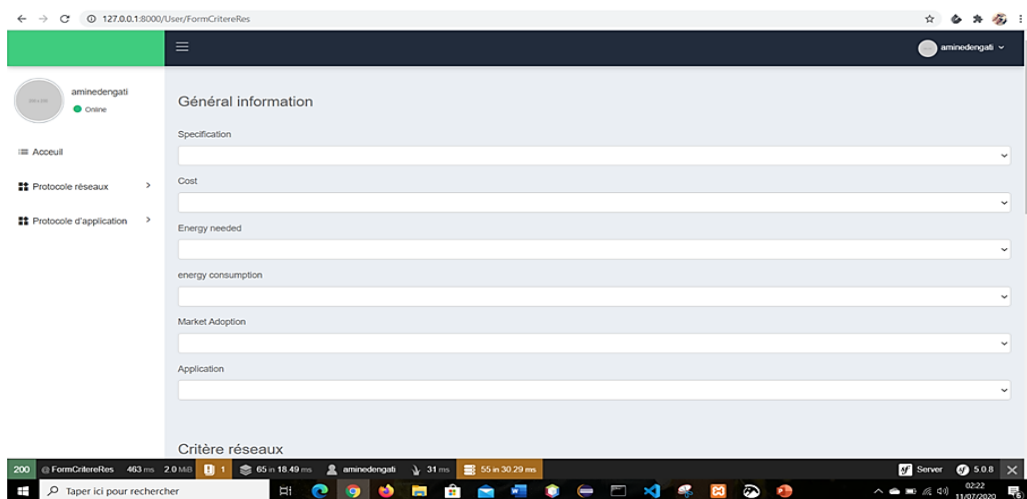 127.0.0.1:8000/User/FormCritereRes
aminedengati
aminedengati
Online
Acceuil
Protocole réseaux
Protocole d'application
Général information
Specification
Cost
Energy needed
energy consumption
Market Adoption
Application
Critère réseaux
200 @ FormCritereRes 463 ms 2.0 MiB 1 65 in 18.49 ms aminedengati 31 ms 55 in 30.29 ms Server 5.0.8
Taper ici pour rechercher
02:22
11/07/2020